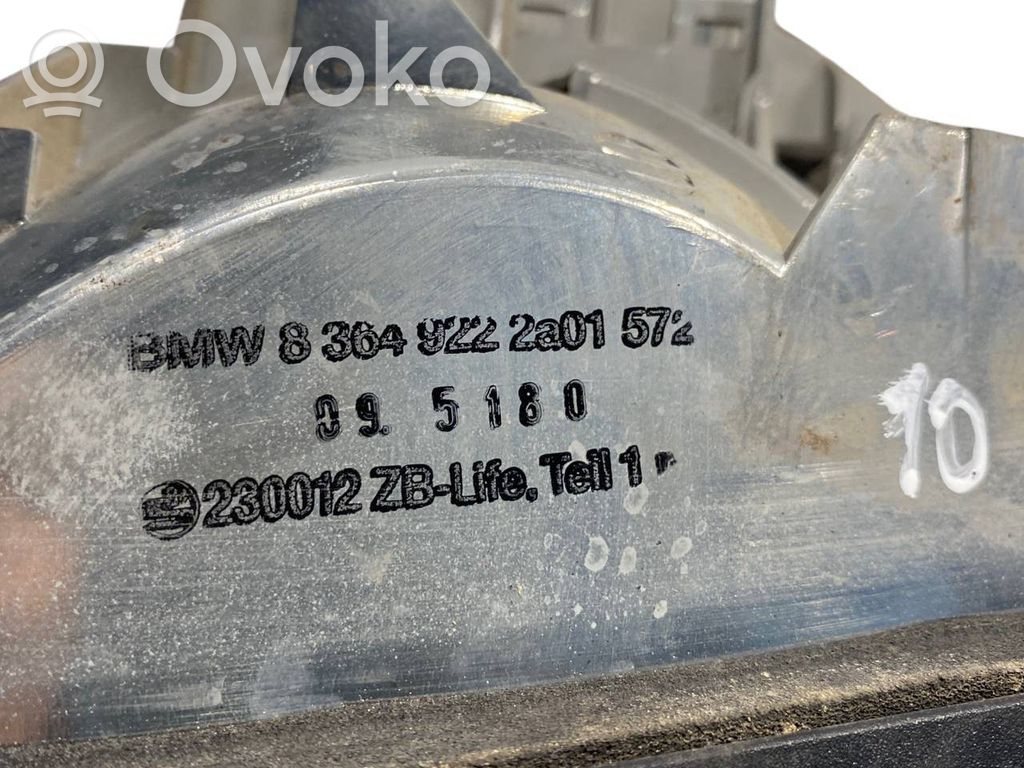 Ovoko
BMW 8 364 922 2a01 572
09. 5180
230012 ZB-Life. Teil 1
10